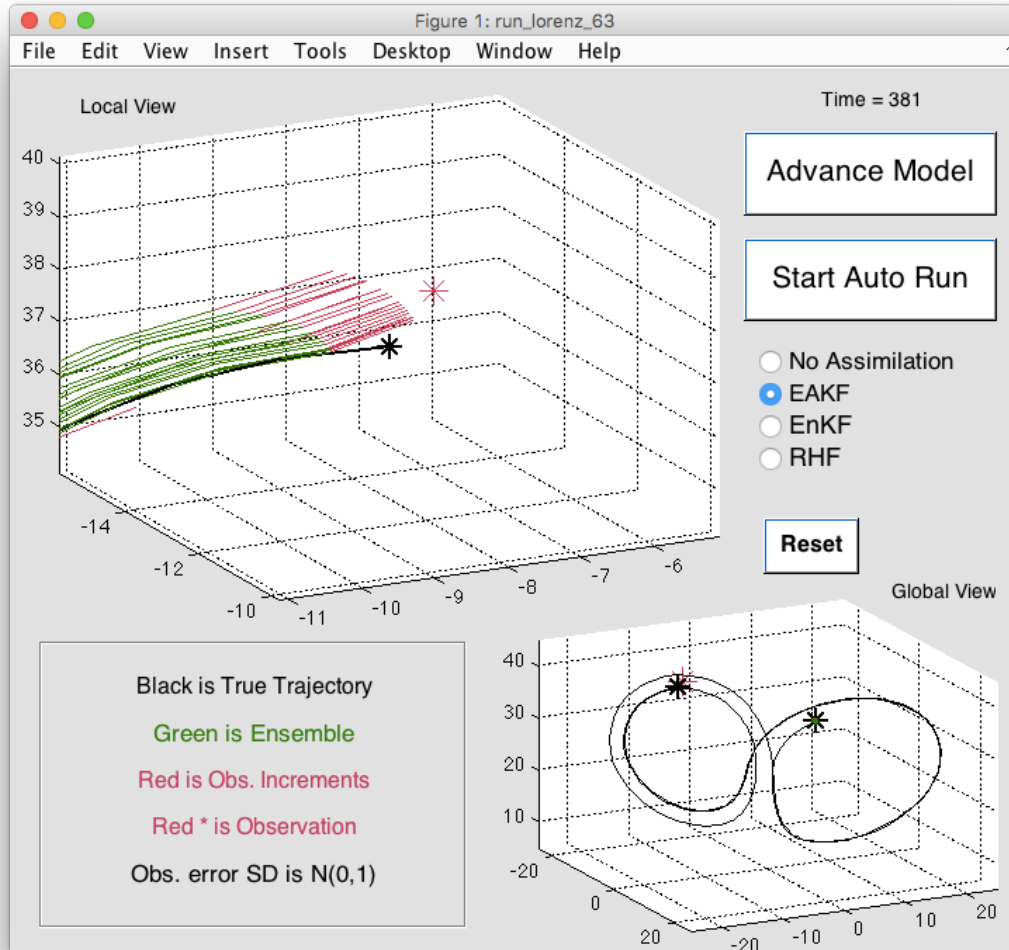 Figure 1: run_lorenz_63
File Edit View Insert Tools Desktop Window Help
Local View
Time = 381
40
39
38
37
36
35
-14
-12
-10
-11
-10
-9
-8
-7
-6
Advance Model
Start Auto Run
No Assimilation
EAKF
EnKF
RHF
Reset
Global View
40
30
20
10
-20
0
20
-20
-10
0
10
20
Black is True Trajectory
Green is Ensemble
Red is Obs. Increments
Red * is Observation
Obs. error SD is N(0,1)